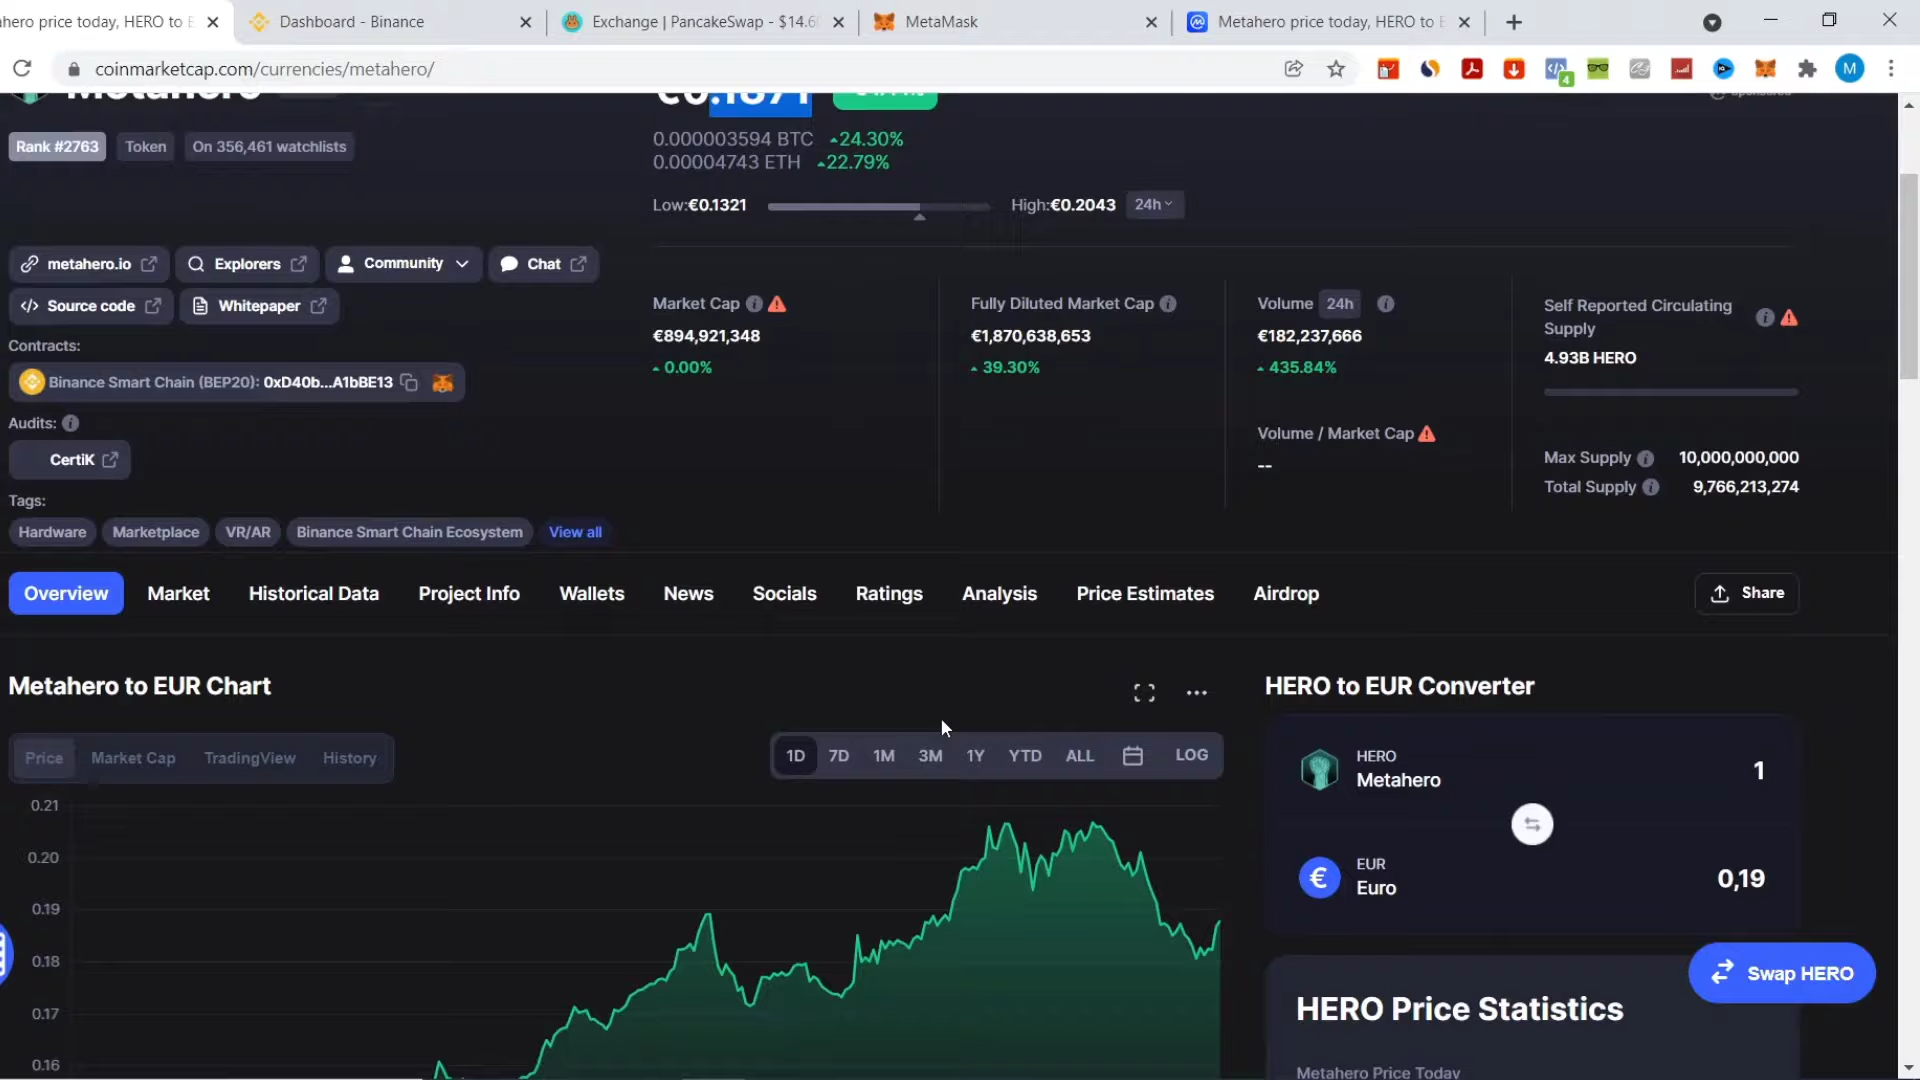 hero price today, HERO to E
Dashboard - Binance
Exchange | PancakeSwap - $14.6
MetaMask
Metahero price today, HERO to E
coinmarketcap.com/currencies/metahero/
4
M
Metahero
€0.1871
Sponsored
Rank #2763
Token
On 356,461 watchlists
0.000003594 BTC
24.30%
0.00004743 ETH
22.79%
Low:€0.1321
High:€0.2043
24h
metahero.io
Explorers
Community
Chat
Source code
Whitepaper
Contracts:
Binance Smart Chain (BEP20): 0xD40b...A1bBE13
Audits:
CertiK
Tags:
Hardware
Marketplace
VR/AR
Binance Smart Chain Ecosystem
View all
Market Cap
€894,921,348
0.00%
Fully Diluted Market Cap
€1,870,638,653
39.30%
Volume 24h
€182,237,666
435.84%
Volume / Market Cap
--
Self Reported Circulating
Supply
4.93B HERO
Max Supply
10,000,000,000
Total Supply
9,766,213,274
Overview
Market
Historical Data
Project Info
Wallets
News
Socials
Ratings
Analysis
Price Estimates
Airdrop
Share
Metahero to EUR Chart
Price
Market Cap
TradingView
History
1D
7D
1M
3M
1Y
YTD
ALL
LOG
0.21
0.20
0.19
0.18
0.17
0.16
HERO to EUR Converter
HERO
Metahero
1
EUR
Euro
0,19
Swap HERO
HERO Price Statistics
Metahero Price Today